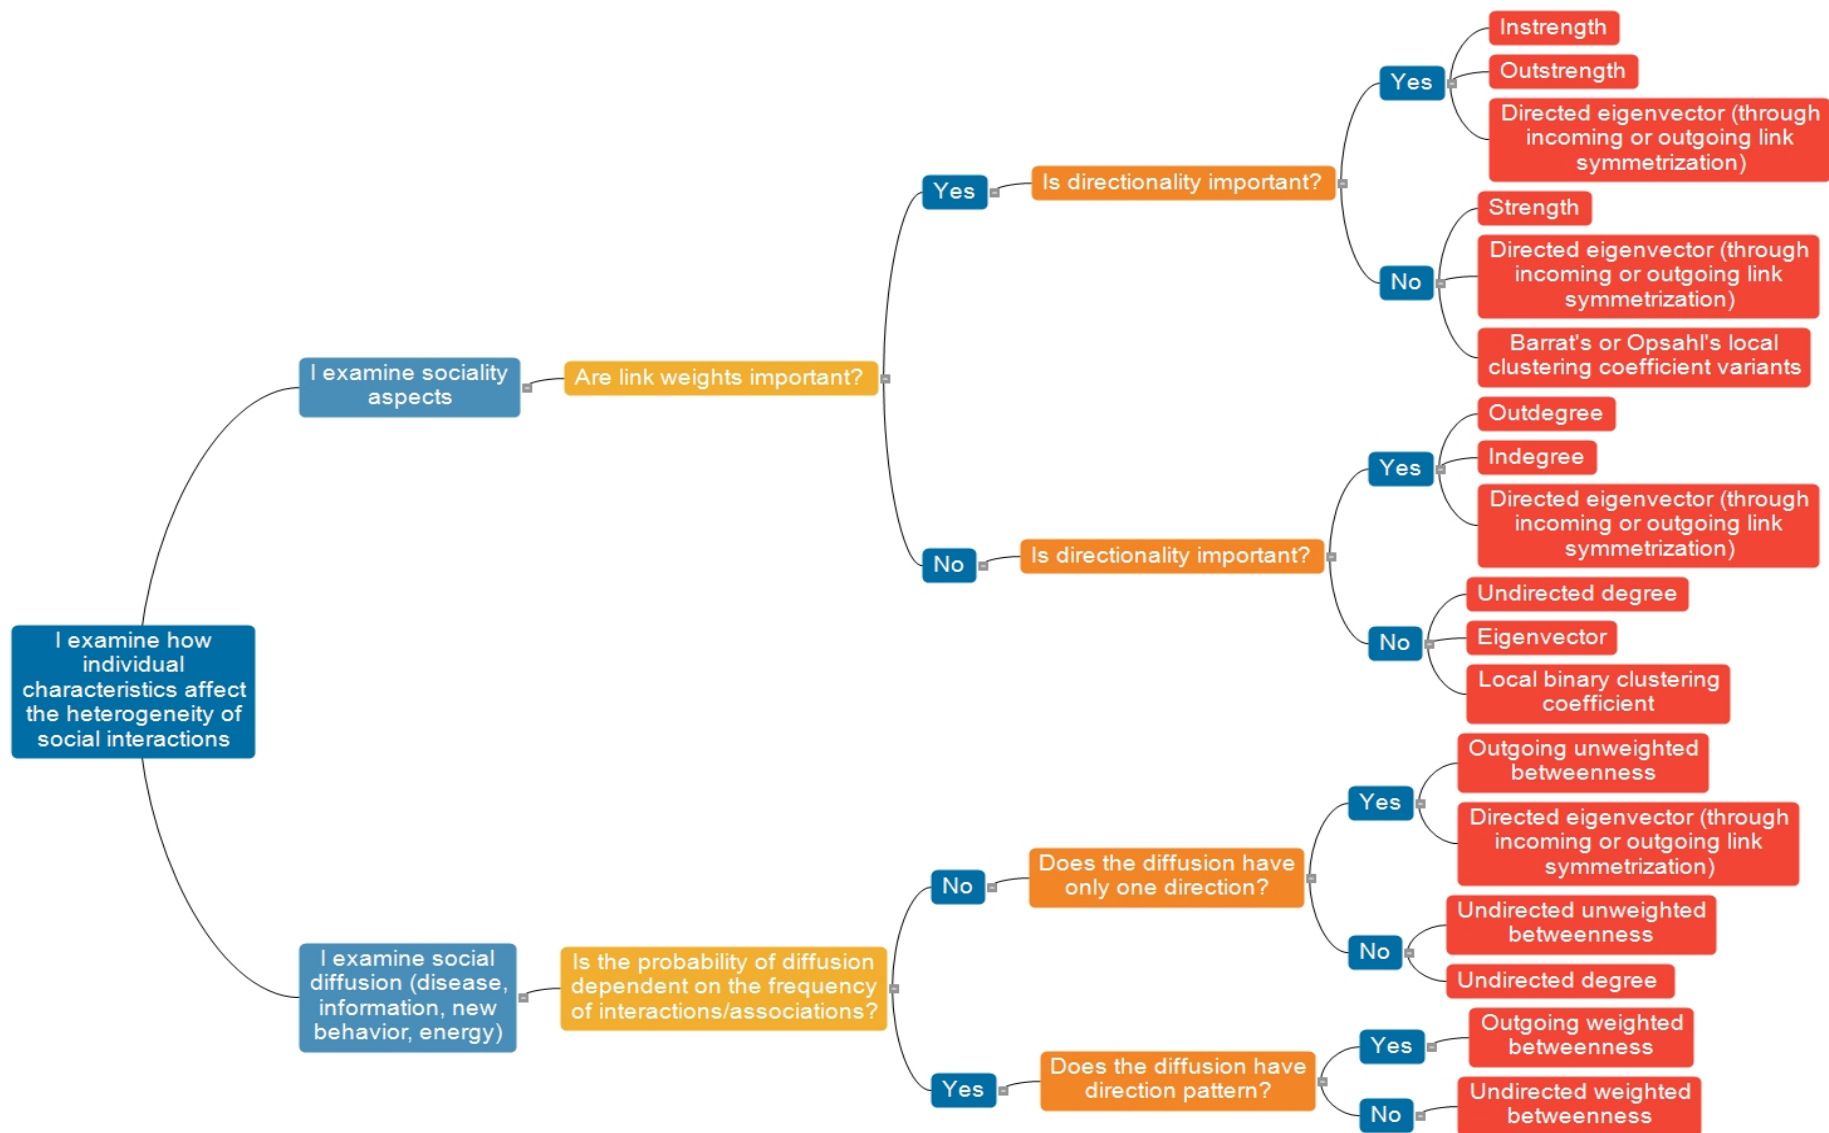 I examine how
individual
characteristics affect
the heterogeneity of
social interactions
I examine sociality
aspects
Are link weights important?
Yes
Is directionality important?
Yes
Instrength
Outstrength
Directed eigenvector (through
incoming or outgoing link
symmetrization)
No
Strength
Directed eigenvector (through
incoming or outgoing link
symmetrization)
Barrat's or Opsahl's local
clustering coefficient variants
No
Is directionality important?
Yes
Outdegree
Indegree
Directed eigenvector (through
incoming or outgoing link
symmetrization)
No
Undirected degree
Eigenvector
Local binary clustering
coefficient
I examine social
diffusion (disease,
information, new
behavior, energy)
Is the probability of diffusion
dependent on the frequency
of interactions/associations?
No
Does the diffusion have
only one direction?
Yes
Outgoing unweighted
betweenness
Directed eigenvector (through
incoming or outgoing link
symmetrization)
No
Undirected unweighted
betweenness
Undirected degree
Yes
Does the diffusion have
direction pattern?
Yes
Outgoing weighted
betweenness
No
Undirected weighted
betweenness